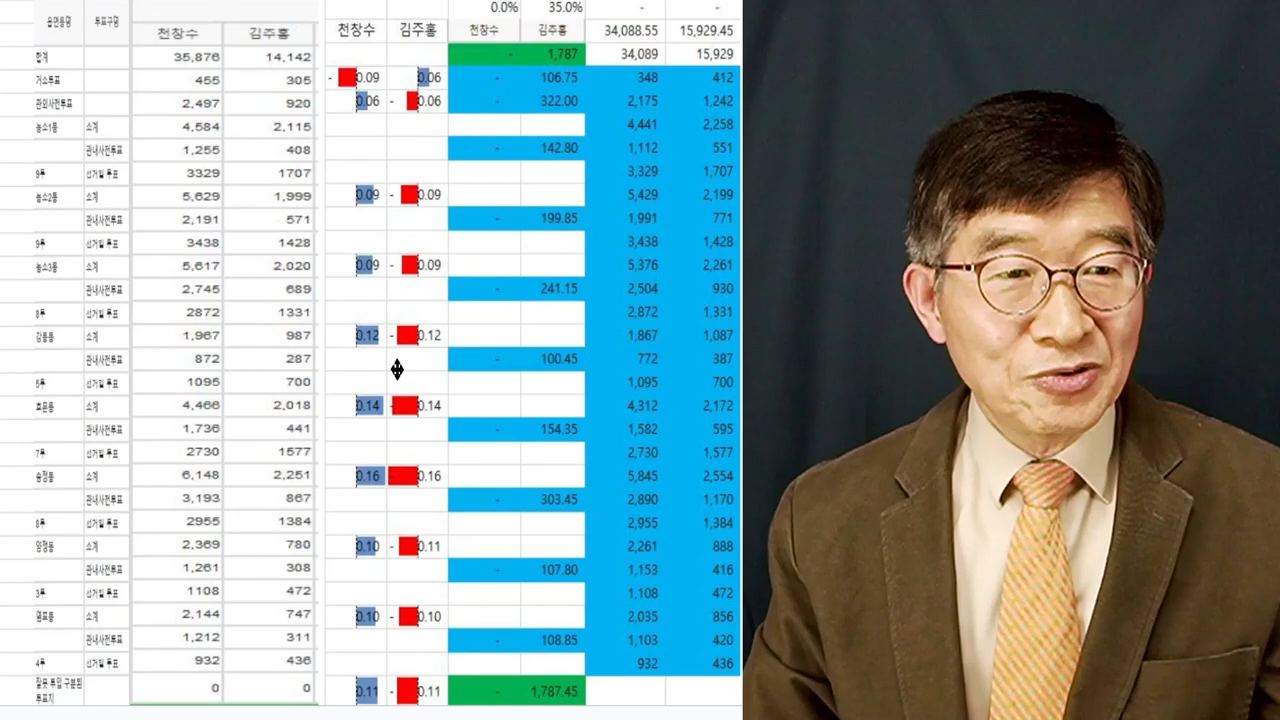 0.0% 35.0% - -
읍면동명 투표구명 천창수 김주홍 천창수 김주홍 천창수 김주홍 34,088.55 15,929.45
합계 35,876 14,142 - 1,787 34,089 15,929
거소투표 455 305 - 0.09 0.06 - 106.75 348 412
관외사전투표 2,497 920 0.06 - 0.06 - 322.00 2,175 1,242
농소1동 소계 4,584 2,115 4,441 2,258
관내사전투표 1,255 408 - 142.80 1,112 551
9투 선거일 투표 3329 1707 3,329 1,707
농소2동 소계 5,629 1,999 0.09 - 0.09 5,429 2,199
관내사전투표 2,191 571 - 199.85 1,991 771
9투 선거일 투표 3438 1428 3,438 1,428
농소3동 소계 5,617 2,020 0.09 - 0.09 5,376 2,261
관내사전투표 2,745 689 - 241.15 2,504 930
8투 선거일 투표 2872 1331 2,872 1,331
강동동 소계 1,967 987 0.12 - 0.12 1,867 1,087
관내사전투표 872 287 - 100.45 772 387
5투 선거일 투표 1095 700 1,095 700
효문동 소계 4,466 2,018 0.14 - 0.14 4,312 2,172
관내사전투표 1,736 441 - 154.35 1,582 595
7투 선거일 투표 2730 1577 2,730 1,577
송정동 소계 6,148 2,251 0.16 - 0.16 5,845 2,554
관내사전투표 3,193 867 - 303.45 2,890 1,170
8투 선거일 투표 2955 1384 2,955 1,384
양정동 소계 2,369 780 0.10 - 0.11 2,261 888
관내사전투표 1,261 308 - 107.80 1,153 416
3투 선거일 투표 1108 472 1,108 472
염포동 소계 2,144 747 0.10 - 0.10 2,035 856
관내사전투표 1,212 311 - 108.85 1,103 420
4투 선거일 투표 932 436 932 436
잘못 투입·구분된
투표지 0 0 0.11 - 0.11 - 1,787.45